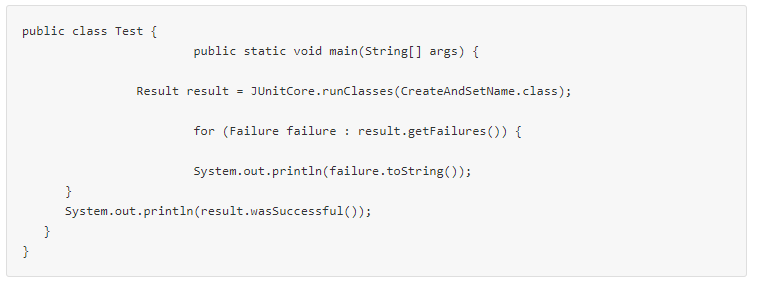 public class Test {
public static void main(String[] args) {
Result result = JUnitCore.runClasses(CreateAndSetName.class);
for (Failure failure : result.getFailures()) {
System.out.println(failure.toString());
}
System.out.println(result.wasSuccessful());
}
}